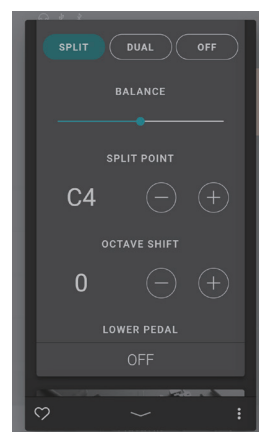 SPLIT DUAL OFF
BALANCE
SPLIT POINT
C4
OCTAVE SHIFT
0
LOWER PEDAL
OFF